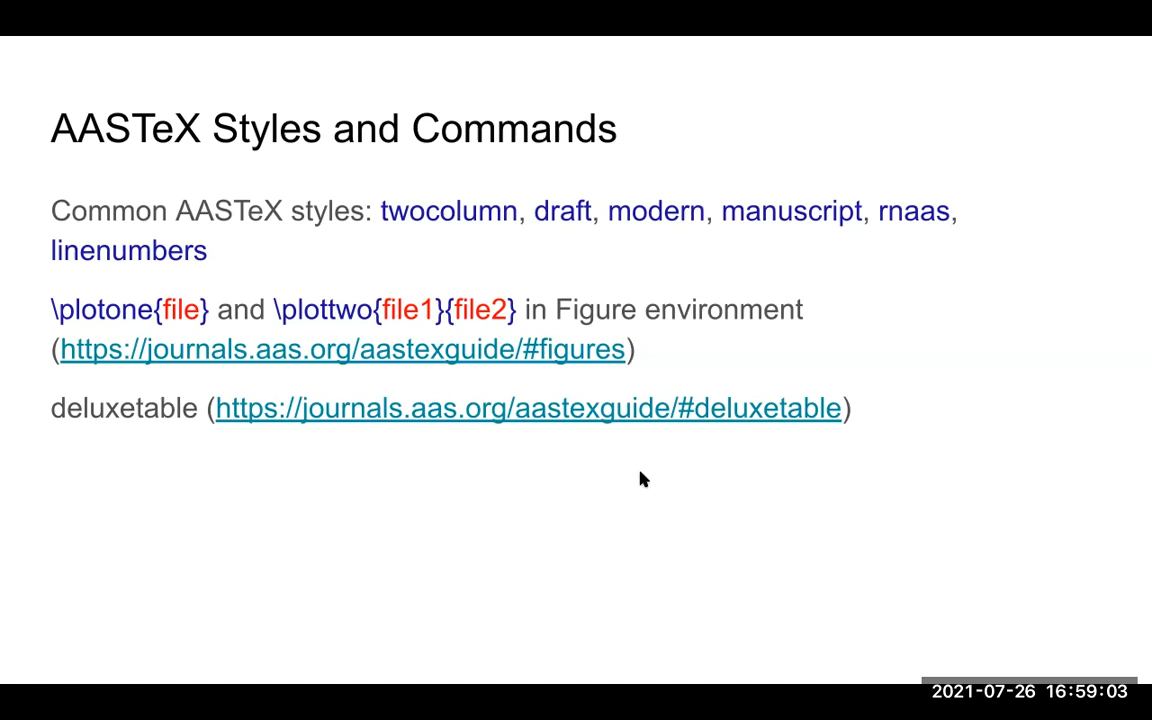 AASTeX Styles and Commands
Common AASTeX styles: twocolumn, draft, modern, manuscript, rnaas,
linenumbers
\plotone{file} and \plottwo{file1}{file2} in Figure environment
(https://journals.aas.org/aastexguide/#figures)
deluxetable (https://journals.aas.org/aastexguide/#deluxetable)
2021-07-26 16:59:03